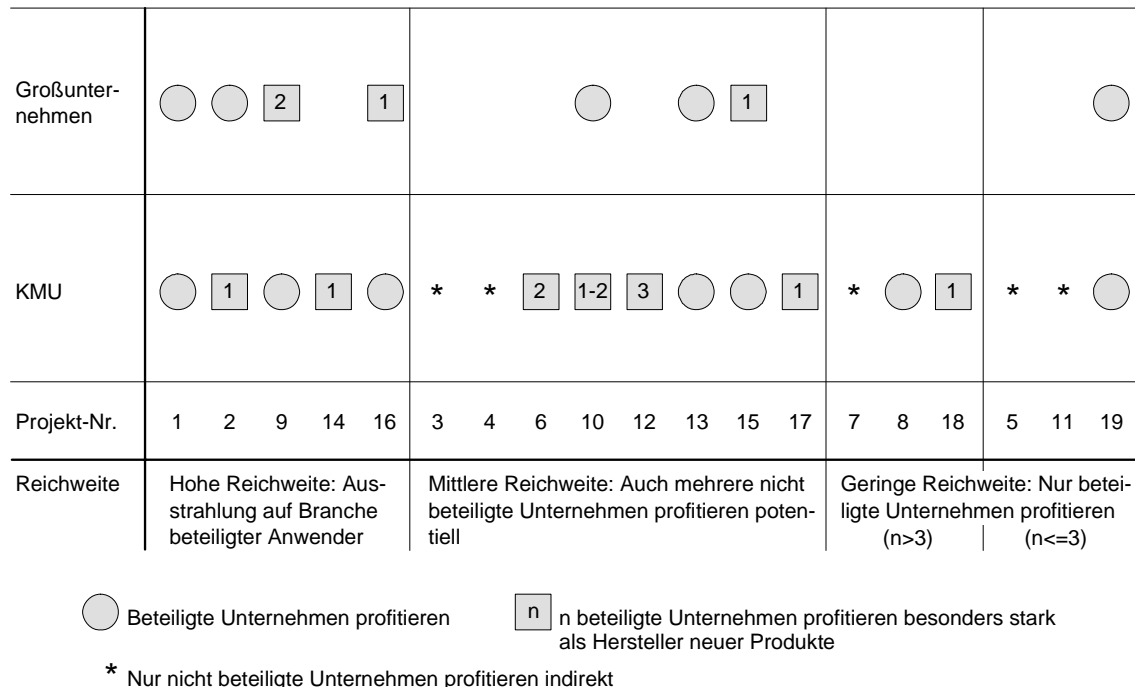 Großunter-
nehmen
2 1 1
KMU
1 1 * * 2 1-2 3 1 * 1 * *
Projekt-Nr. 1 2 9 14 16 3 4 6 10 12 13 15 17 7 8 18 5 11 19
Reichweite
Hohe Reichweite: Aus-
strahlung auf Branche
beteiligter Anwender
Mittlere Reichweite: Auch mehrere nicht
beteiligte Unternehmen profitieren poten-
tiell
Geringe Reichweite: Nur betei-
ligte Unternehmen profitieren
(n>3) (n<=3)
Beteiligte Unternehmen profitieren
n n beteiligte Unternehmen profitieren besonders stark
als Hersteller neuer Produkte
* Nur nicht beteiligte Unternehmen profitieren indirekt